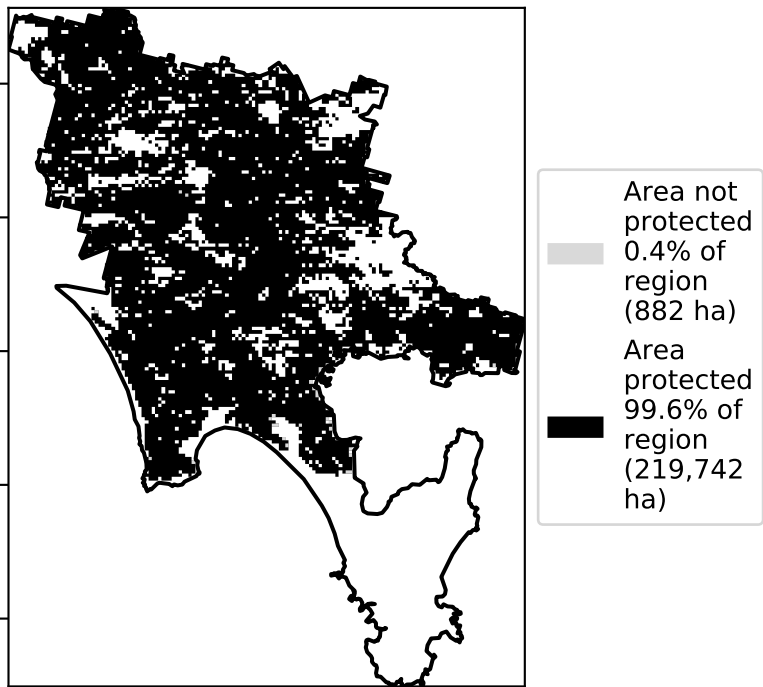 Area not
protected
0.4% of
region
(882 ha)
Area
protected
99.6% of
region
(219,742
ha)